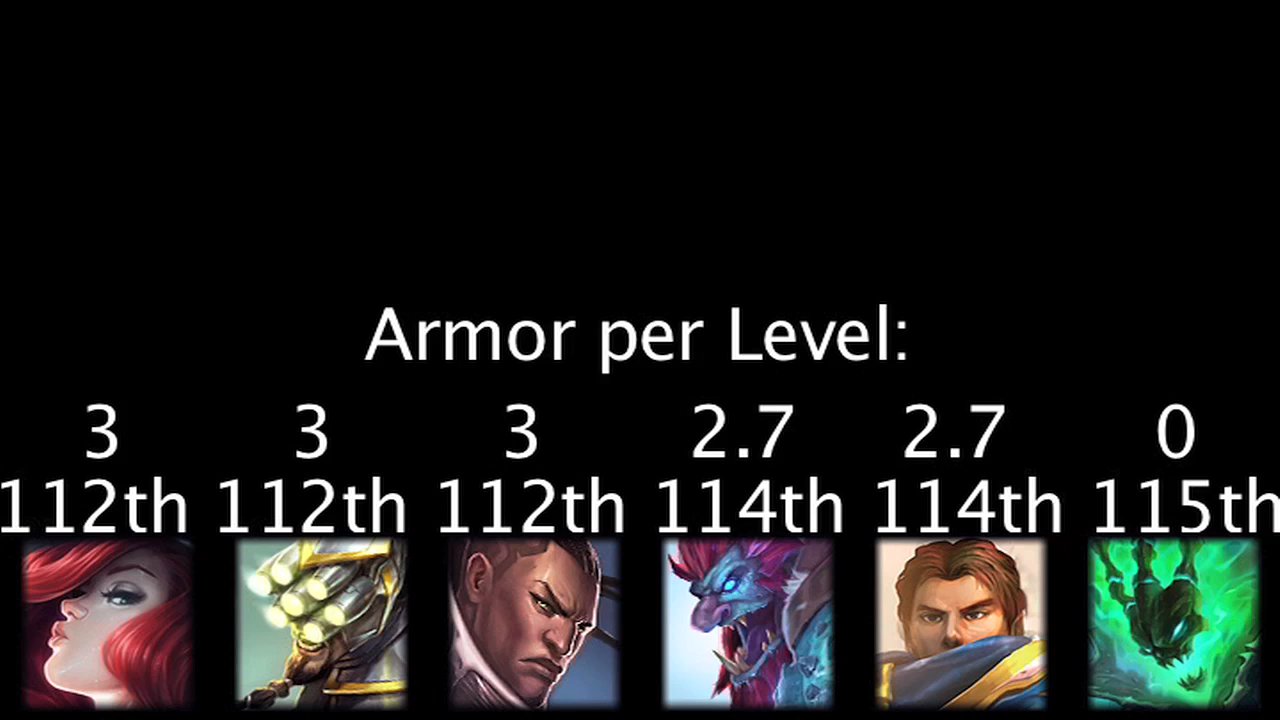 Armor per Level:
3 3 3 2.7 2.7 0
112th 112th 112th 114th 114th 115th